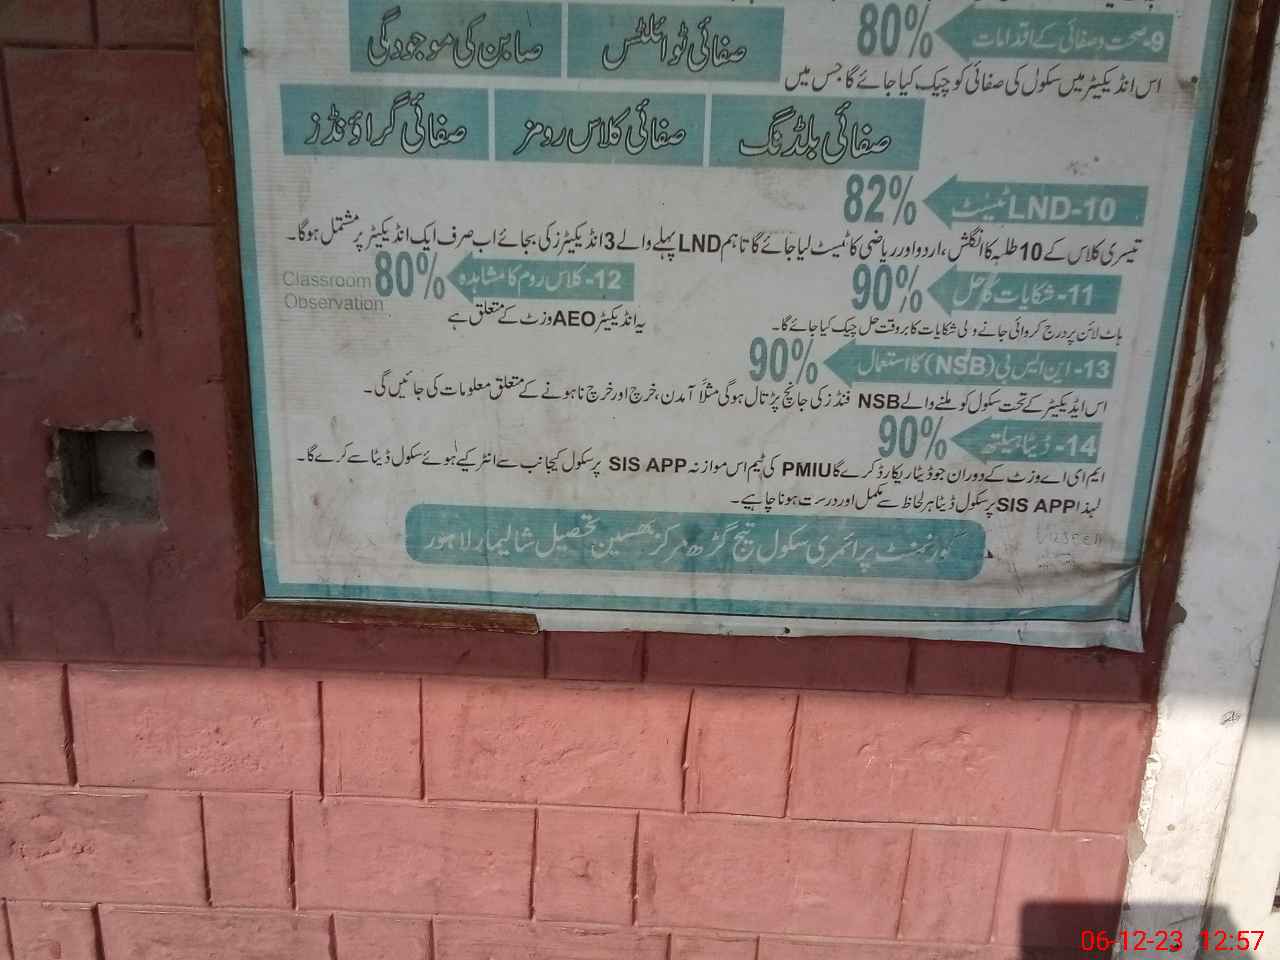 9-صحت و صفائی کے اقدامات 80%
صفائی ٹوائلٹس صابن کی موجودگی
اس انڈیکیٹر میں سکول کی صفائی کو چیک کیا جائے گا جس میں
صفائی بلڈنگ صفائی کلاس رومز صفائی گراؤنڈز
10-LND ٹیسٹ 82%
تیسری کلاس کے 10 طلبہ کا انگلش، اردو اور ریاضی کا ٹیسٹ لیا جائے گا تاہم LND پہلے والے 3 انڈیکیٹرز کی بجائے اب صرف ایک انڈیکیٹر پر مشتمل ہوگا۔
11-شکایات کا حل 90%
12-کلاس روم کا مشاہدہ 80% Classroom Observation
ہاٹ لائن پر درج کروائی جانے والی شکایات کا بروقت حل چیک کیا جائے گا۔
یہ انڈیکیٹر AEO وزٹ کے متعلق ہے
13-این ایس بی (NSB) کا استعمال 90%
اس انڈیکیٹر کے تحت سکول کو ملنے والے NSB فنڈز کی جانچ پڑتال ہوگی مثلاً آمدن، خرچ اور خرچ نا ہونے کے متعلق معلومات کی جائیں گی۔
14-ڈیٹا ہیلتھ 90%
ایم ای اے وزٹ کے دوران جو ڈیٹا ریکارڈ کرے گا PMIU کی ٹیم اس موازنہ SIS APP پر سکول کیجانب سے انٹر کیے ہوئے سکول ڈیٹا سے کرے گا۔
لہذا SIS APP پر سکول ڈیٹا ہر لحاظ سے مکمل اور درست ہونا چاہیے۔
گورنمنٹ پرائمری سکول تیج گڑھ مرکز بھسین تحصیل شالیمار لاہور
06-12-23 12:57